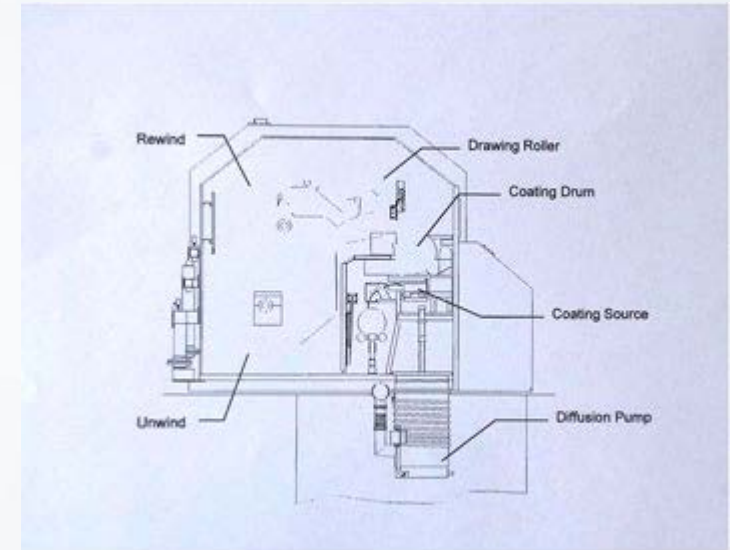 Rewind
Drawing Roller
Coating Drum
Coating Source
Unwind
Diffusion Pump